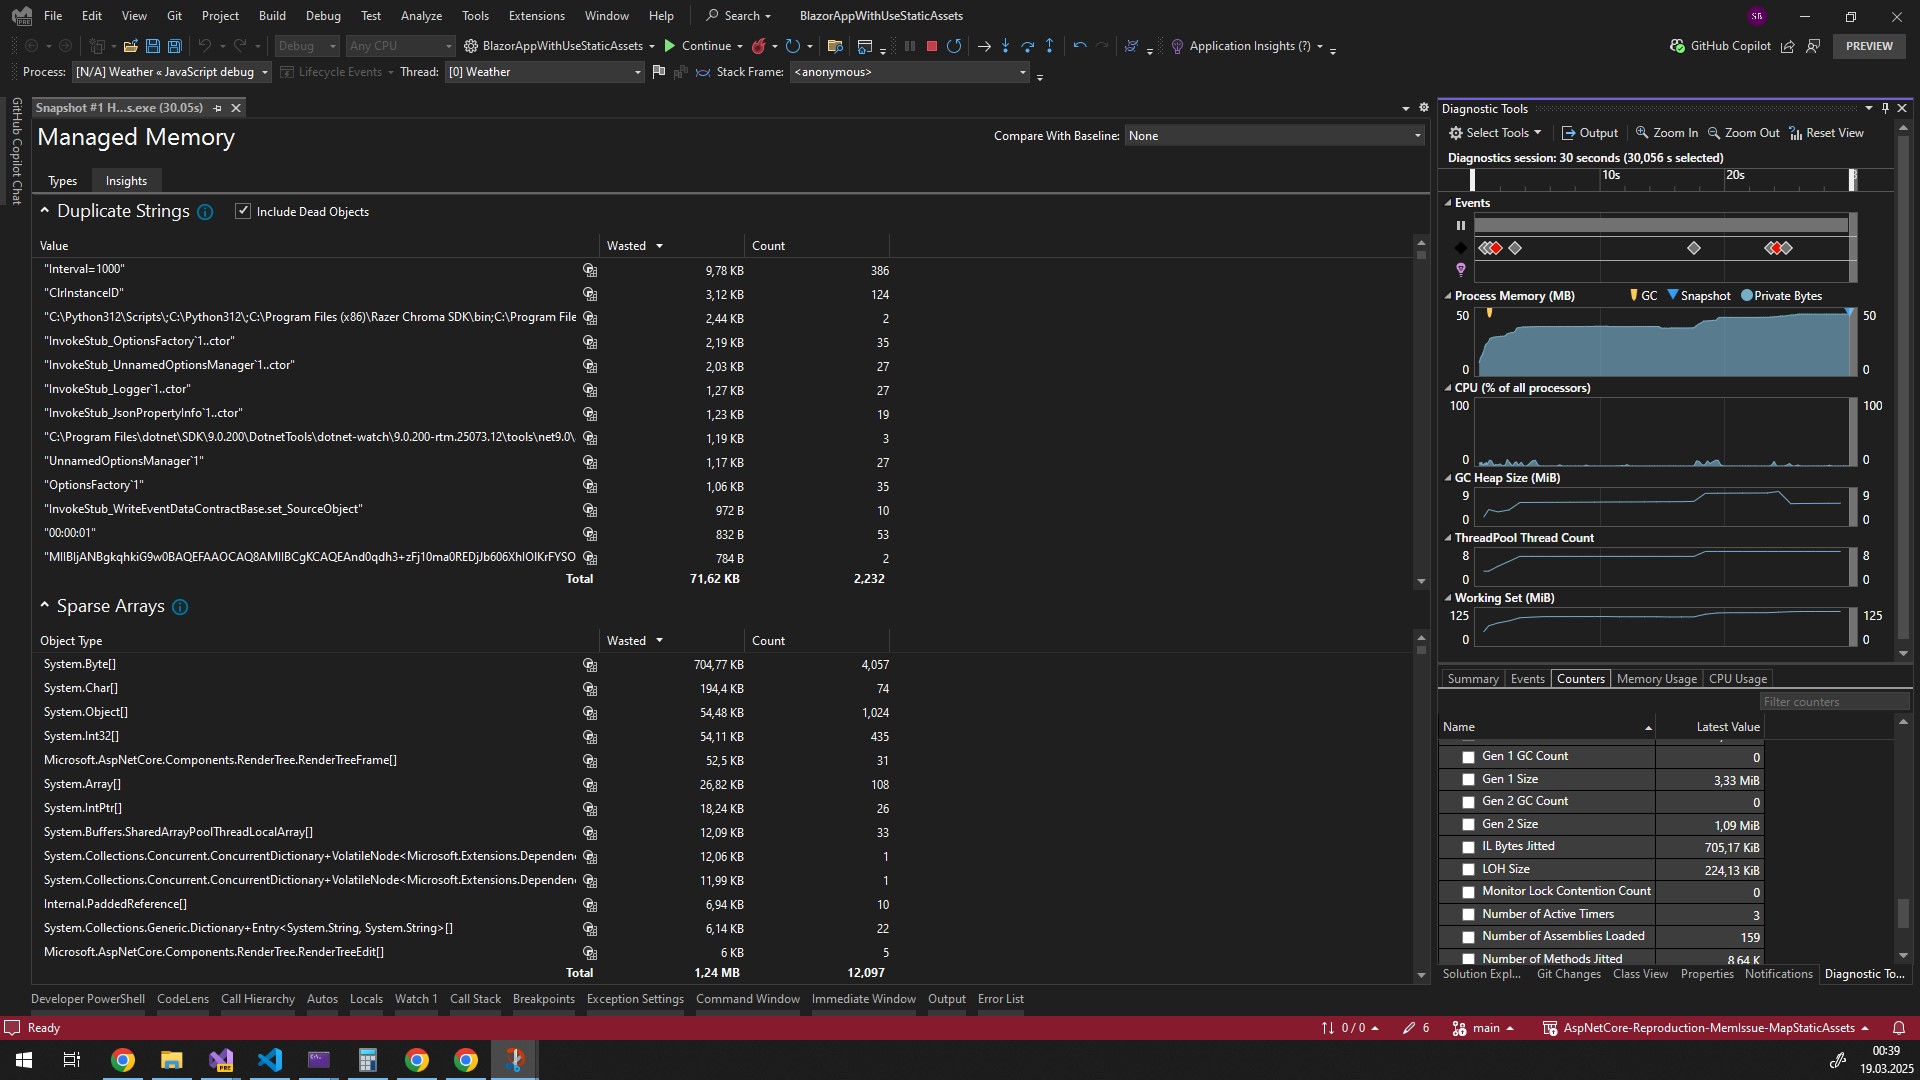 File Edit View Git Project Build Debug Test Analyze Tools Extensions Window Help Search BlazorAppWithUseStaticAssets SB
Debug Any CPU BlazorAppWithUseStaticAssets Continue Application Insights (?) GitHub Copilot PREVIEW
Process: [N/A] Weather « JavaScript debug Lifecycle Events Thread: [0] Weather Stack Frame: <anonymous>
GitHub Copilot Chat
Snapshot #1 H...s.exe (30.05s)
Managed Memory
Compare With Baseline: None
Types Insights
Duplicate Strings Include Dead Objects
Value Wasted Count
"Interval=1000" 9,78 KB 386
"ClrInstanceID" 3,12 KB 124
"C:\Python312\Scripts\;C:\Python312\;C:\Program Files (x86)\Razer Chroma SDK\bin;C:\Program File 2,44 KB 2
"InvokeStub_OptionsFactory`1..ctor" 2,19 KB 35
"InvokeStub_UnnamedOptionsManager`1..ctor" 2,03 KB 27
"InvokeStub_Logger`1..ctor" 1,27 KB 27
"InvokeStub_JsonPropertyInfo`1..ctor" 1,23 KB 19
"C:\Program Files\dotnet\SDK\9.0.200\DotnetTools\dotnet-watch\9.0.200-rtm.25073.12\tools\net9.0\ 1,19 KB 3
"UnnamedOptionsManager`1" 1,17 KB 27
"OptionsFactory`1" 1,06 KB 35
"InvokeStub_WriteEventDataContractBase.set_SourceObject" 972 B 10
"00:00:01" 832 B 53
"MIIBIjANBgkqhkiG9w0BAQEFAAOCAQ8AMIIBCgKCAQEAnd0qdh3+zFj10ma0REDjJb606XhlOIKrFYSO 784 B 2
Total 71,62 KB 2,232
Sparse Arrays
Object Type Wasted Count
System.Byte[] 704,77 KB 4,057
System.Char[] 194,4 KB 74
System.Object[] 54,48 KB 1,024
System.Int32[] 54,11 KB 435
Microsoft.AspNetCore.Components.RenderTree.RenderTreeFrame[] 52,5 KB 31
System.Array[] 26,82 KB 108
System.IntPtr[] 18,24 KB 26
System.Buffers.SharedArrayPoolThreadLocalArray[] 12,09 KB 33
System.Collections.Concurrent.ConcurrentDictionary+VolatileNode<Microsoft.Extensions.Dependen 12,06 KB 1
System.Collections.Concurrent.ConcurrentDictionary+VolatileNode<Microsoft.Extensions.Dependen 11,99 KB 1
Internal.PaddedReference[] 6,94 KB 10
System.Collections.Generic.Dictionary+Entry<System.String, System.String>[] 6,14 KB 22
Microsoft.AspNetCore.Components.RenderTree.RenderTreeEdit[] 6 KB 5
Total 1,24 MB 12,097
Diagnostic Tools
Select Tools Output Zoom In Zoom Out Reset View
Diagnostics session: 30 seconds (30,056 s selected)
10s 20s 3
Events
Process Memory (MB) GC Snapshot Private Bytes
50 50
0 0
CPU (% of all processors)
100 100
0 0
GC Heap Size (MiB)
9 9
0 0
ThreadPool Thread Count
8 8
0 0
Working Set (MiB)
125 125
0 0
Summary Events Counters Memory Usage CPU Usage
Filter counters
Name Latest Value
Gen 1 GC Count 0
Gen 1 Size 3,33 MiB
Gen 2 GC Count 0
Gen 2 Size 1,09 MiB
IL Bytes Jitted 705,17 KiB
LOH Size 224,13 KiB
Monitor Lock Contention Count 0
Number of Active Timers 3
Number of Assemblies Loaded 159
Number of Methods Jitted 8,64 K
Solution Expl... Git Changes Class View Properties Notifications Diagnostic To...
Developer PowerShell CodeLens Call Hierarchy Autos Locals Watch 1 Call Stack Breakpoints Exception Settings Command Window Immediate Window Output Error List
Ready 0 / 0 6 main AspNetCore-Reproduction-MemIssue-MapStaticAssets
00:39
19.03.2025